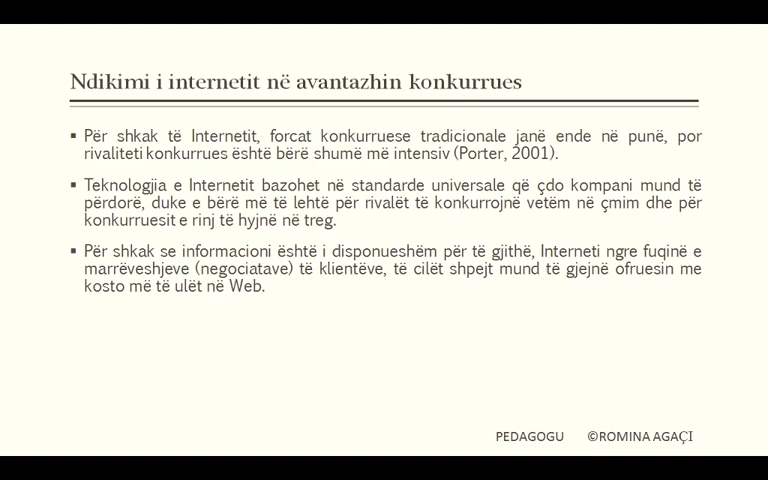 Ndikimi i internetit në avantazhin konkurrues
▪ Për shkak të Internetit, forcat konkurruese tradicionale janë ende në punë, por
rivaliteti konkurrues është bërë shumë më intensiv (Porter, 2001).
▪ Teknologjia e Internetit bazohet në standarde universale që çdo kompani mund të
përdorë, duke e bërë më të lehtë për rivalët të konkurrojnë vetëm në çmim dhe për
konkurruesit e rinj të hyjnë në treg.
▪ Për shkak se informacioni është i disponueshëm për të gjithë, Interneti ngre fuqinë e
marrëveshjeve (negociatave) të klientëve, të cilët shpejt mund të gjejnë ofruesin me
kosto më të ulët në Web.
PEDAGOGU ©ROMINA AGAÇI